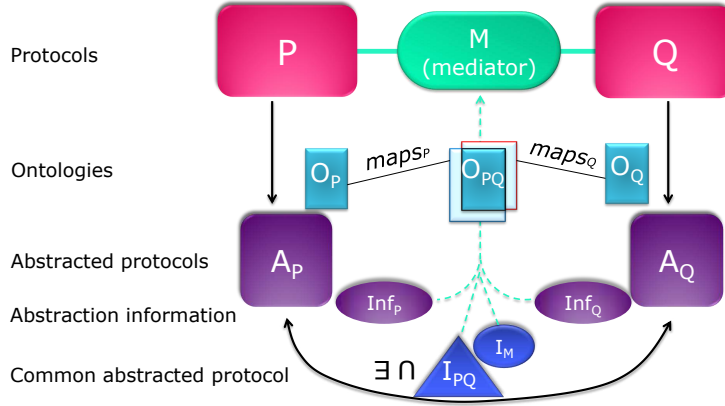 Protocols
P
M
(mediator)
Q
Ontologies
O_P
maps_P
O_PQ
maps_Q
O_Q
Abstracted protocols
A_P
A_Q
Abstraction information
Inf_P
Inf_Q
Common abstracted protocol
∃ ∩
I_PQ
I_M